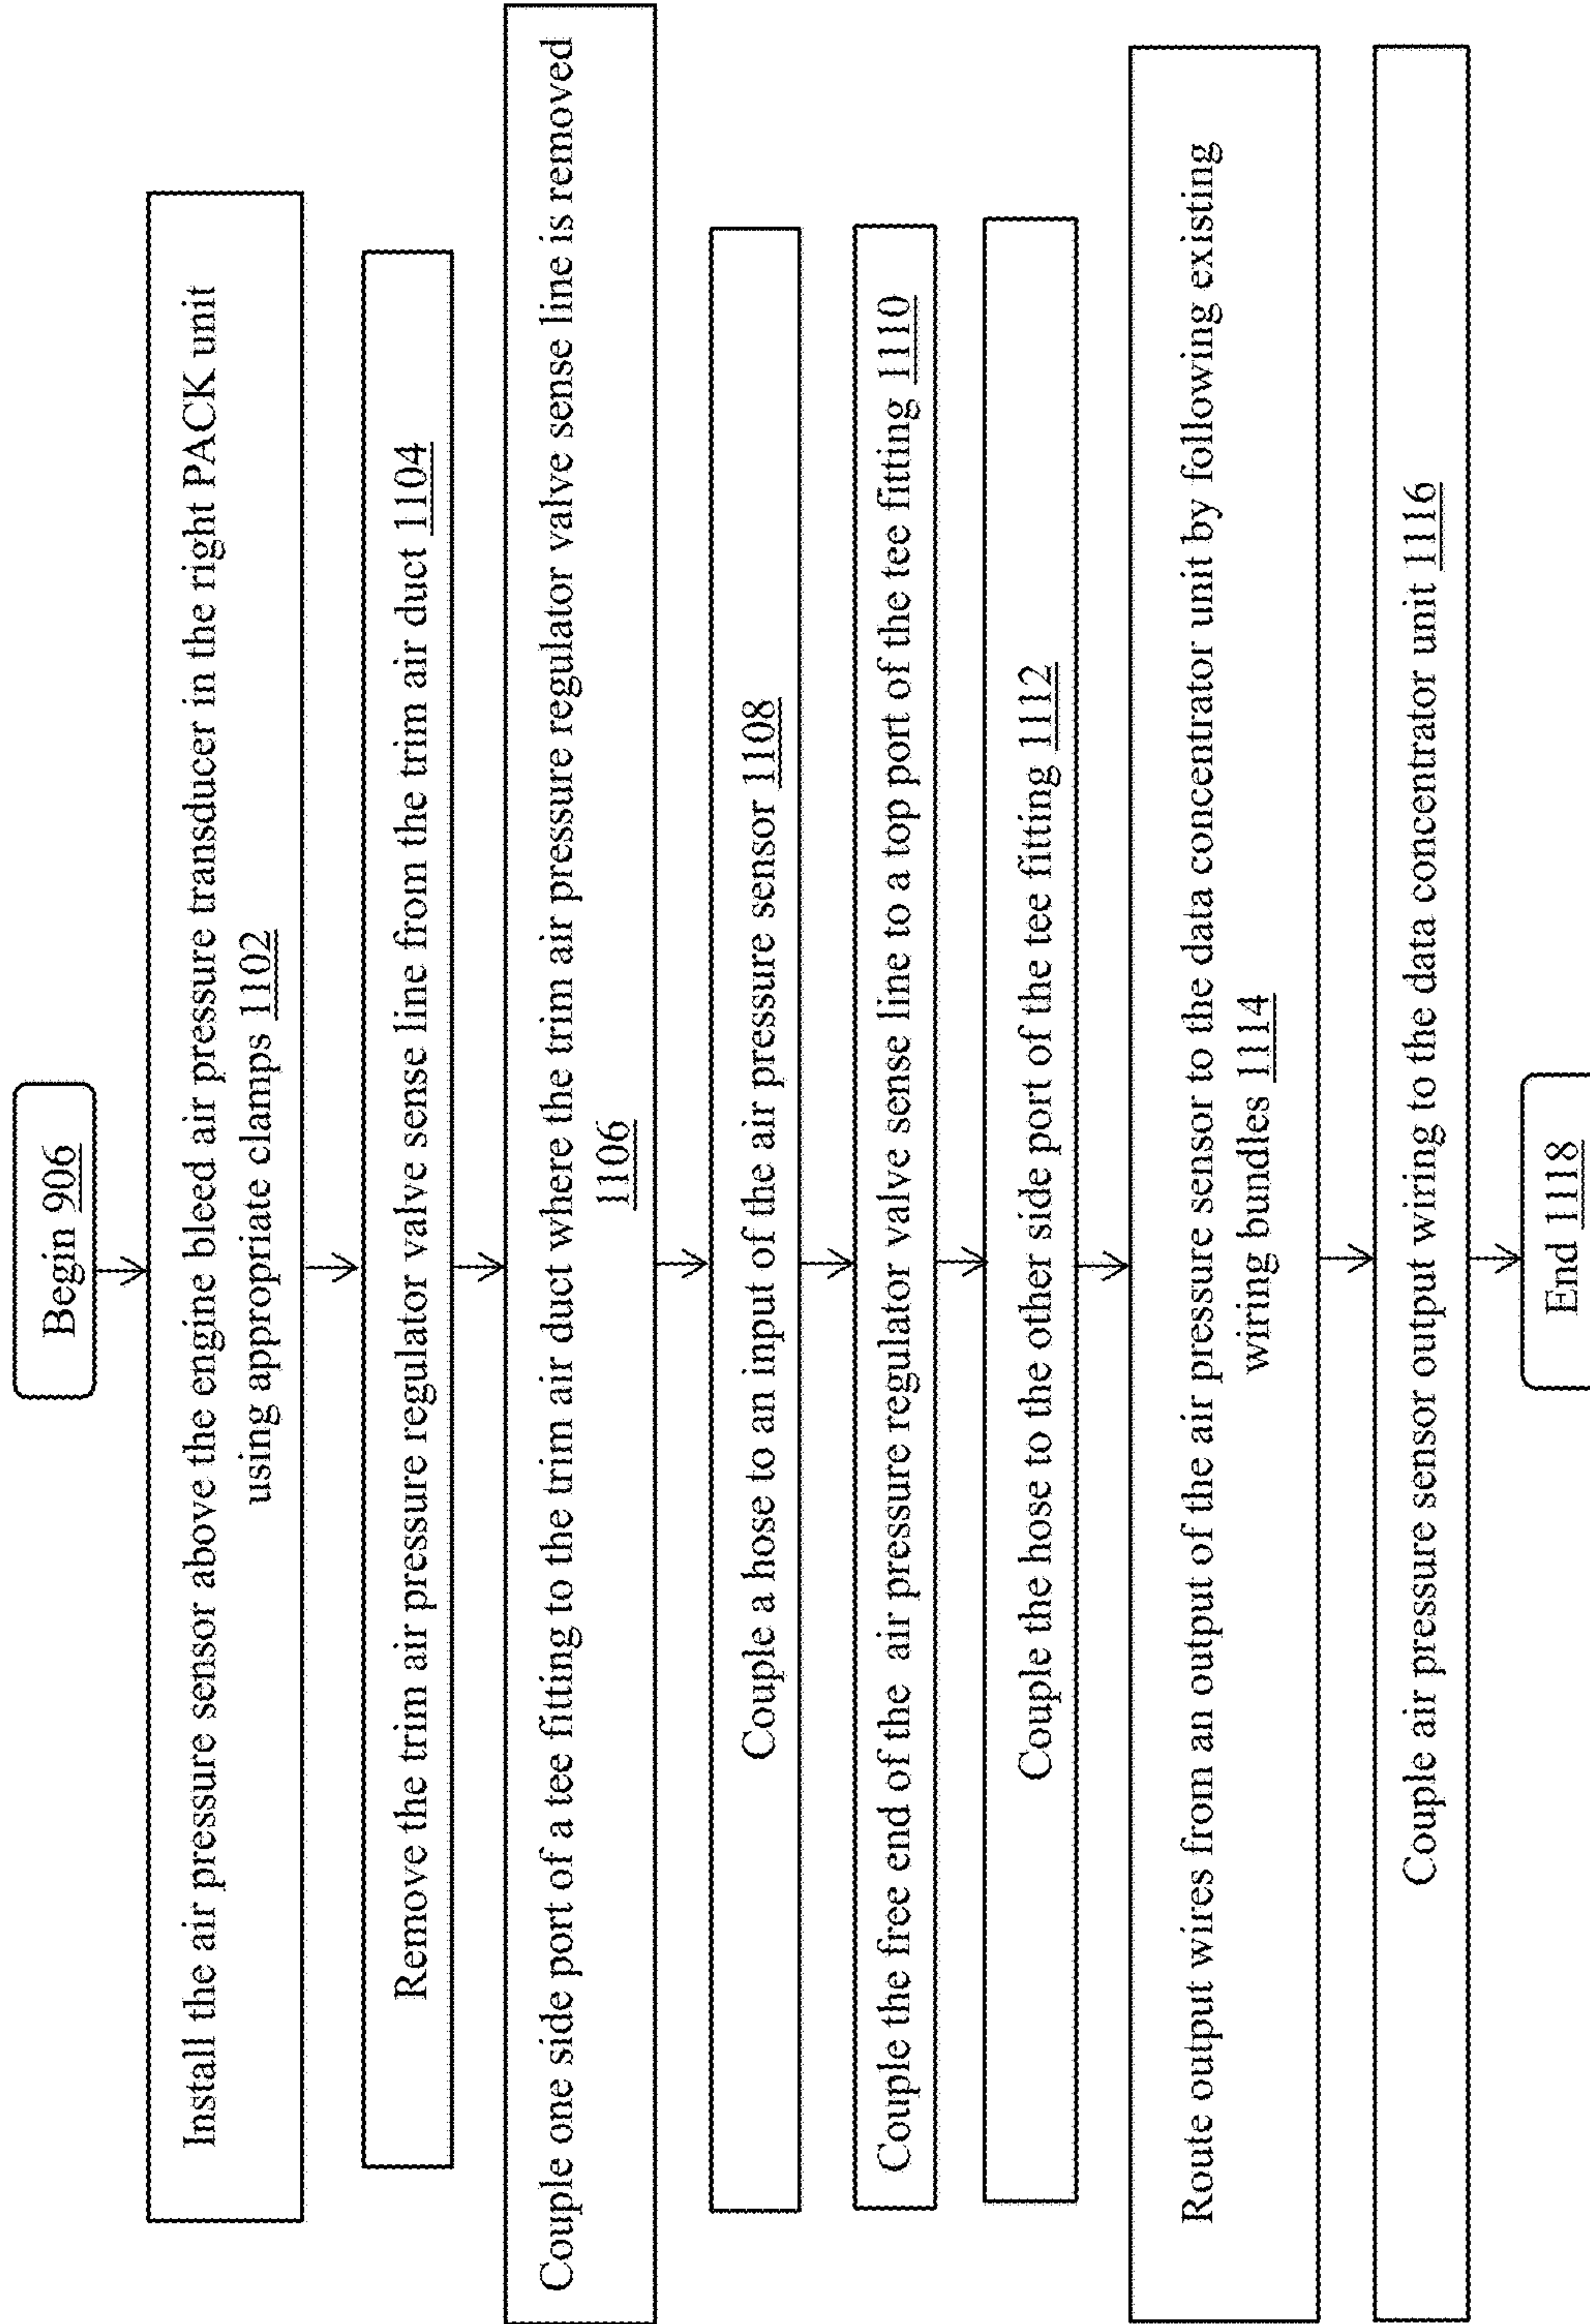 Begin 906
Install the air pressure sensor above the engine bleed air pressure transducer in the right PACK unit
using appropriate clamps 1102
Remove the trim air pressure regulator valve sense line from the trim air duct 1104
Couple one side port of a tee fitting to the trim air duct where the trim air pressure regulator valve sense line is removed
1106
Couple a hose to an input of the air pressure sensor 1108
Couple the free end of the air pressure regulator valve sense line to a top port of the tee fitting 1110
Couple the hose to the other side port of the tee fitting 1112
Route output wires from an output of the air pressure sensor to the data concentrator unit by following existing
wiring bundles 1114
Couple air pressure sensor output wiring to the data concentrator unit 1116
End 1118